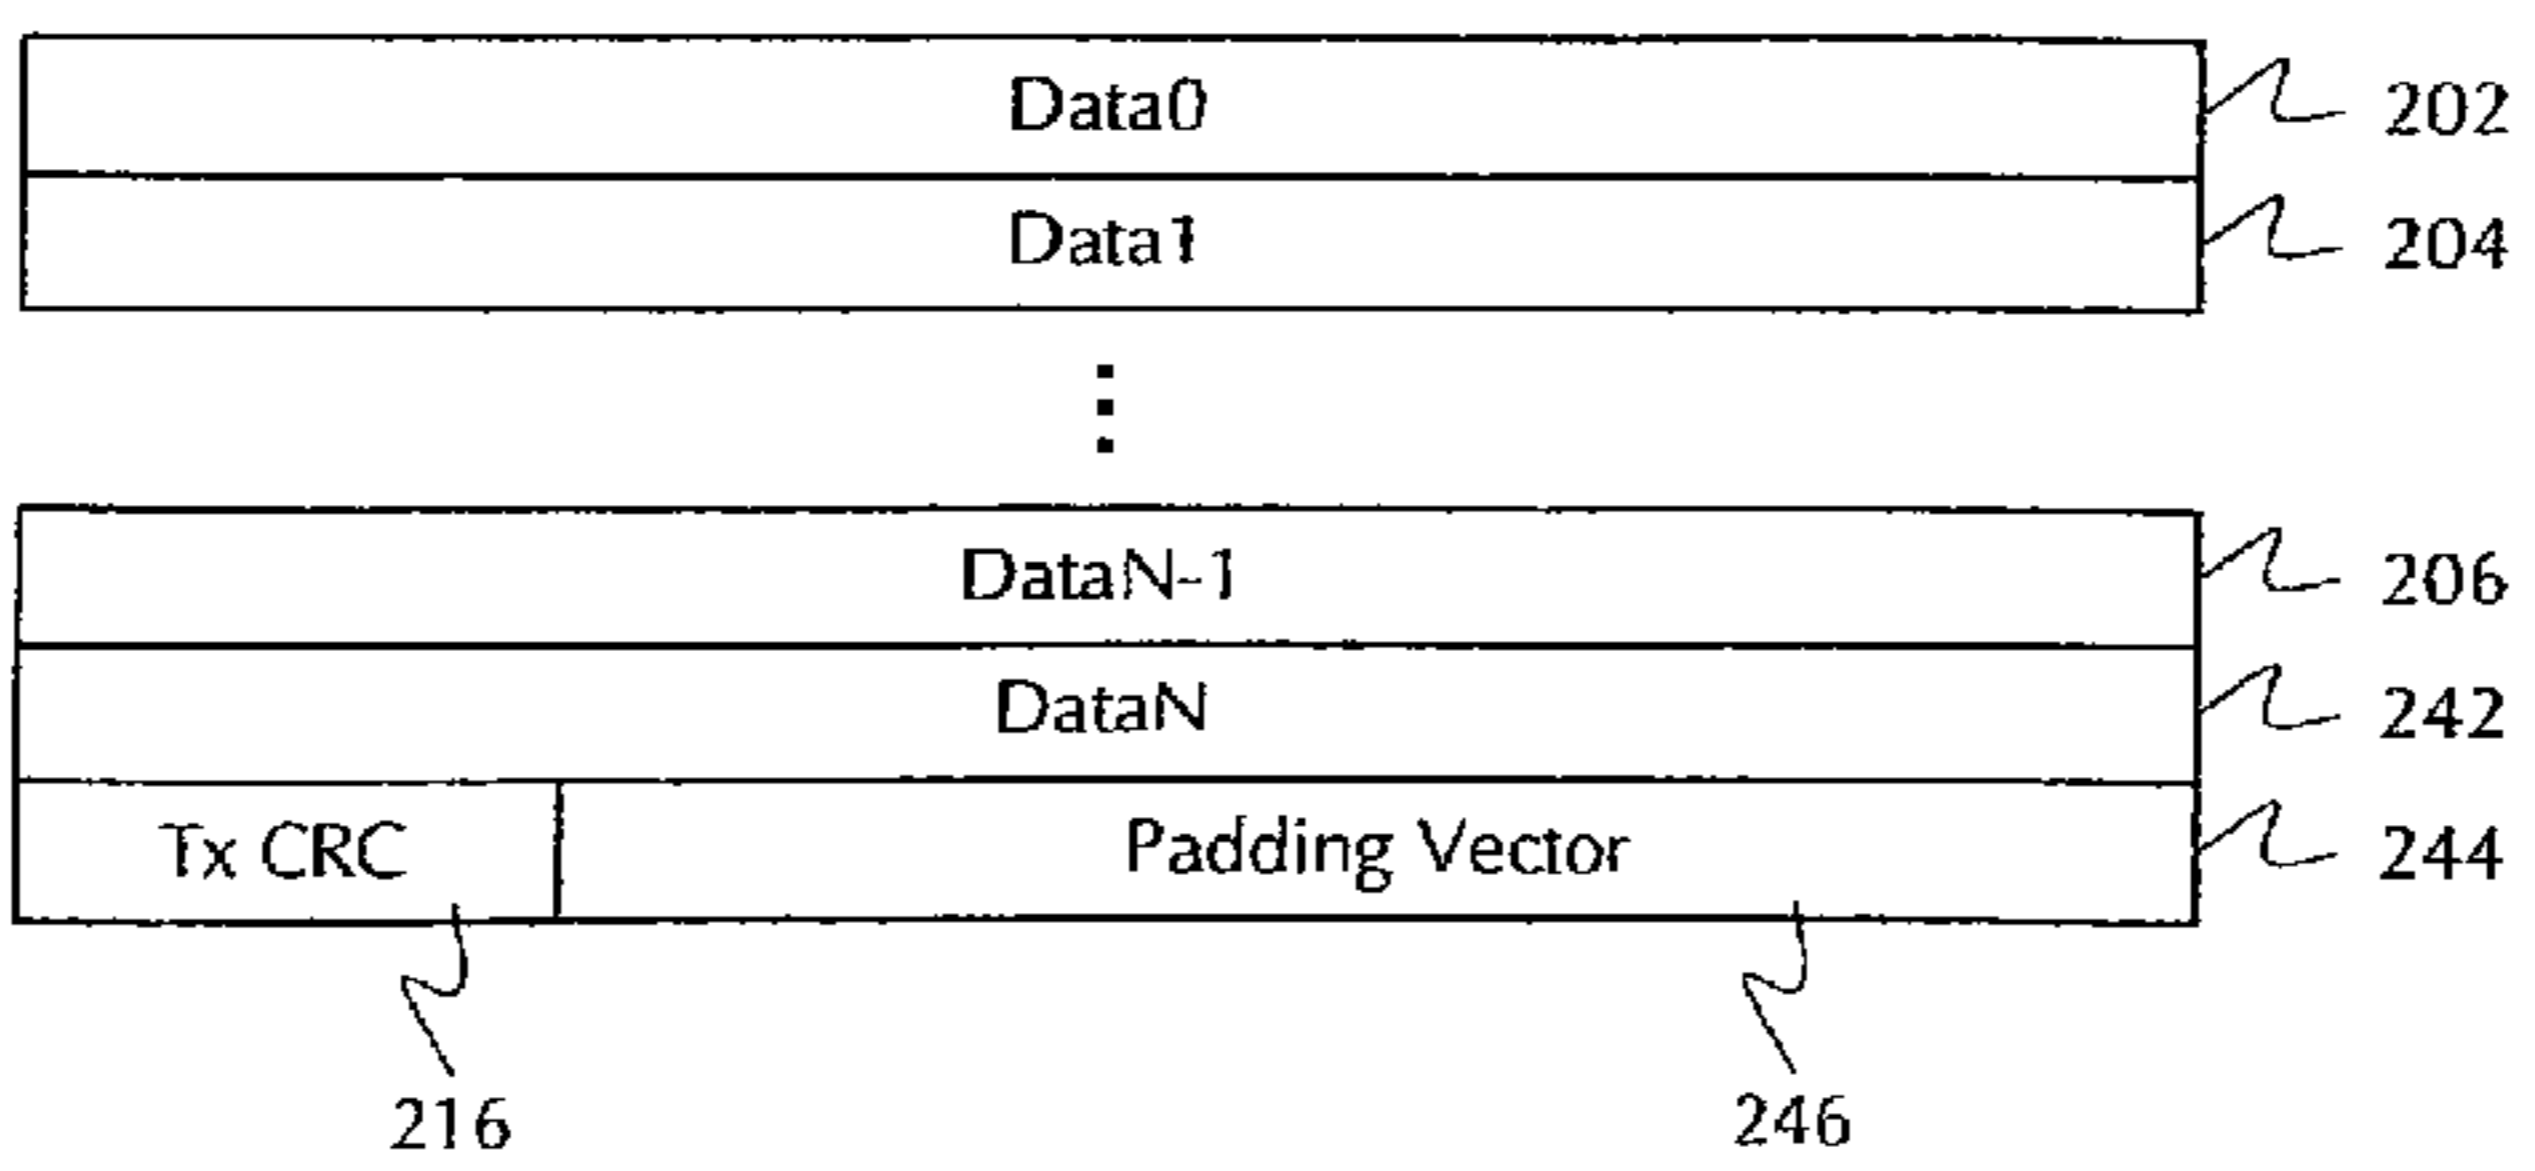 Data0 202
Data1 204
DataN-1 206
DataN 242
Tx CRC Padding Vector 244
216 246